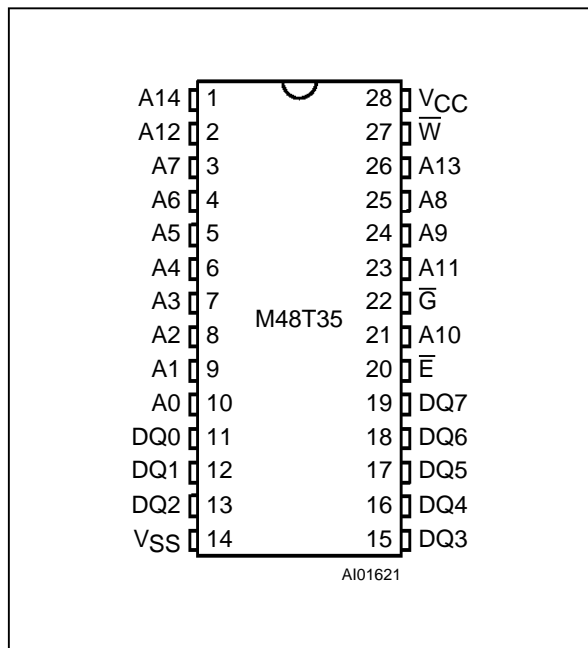 A14 1 28 VCC
A12 2 27 W̅
A7 3 26 A13
A6 4 25 A8
A5 5 24 A9
A4 6 23 A11
A3 7 22 G̅
M48T35
A2 8 21 A10
A1 9 20 E̅
A0 10 19 DQ7
DQ0 11 18 DQ6
DQ1 12 17 DQ5
DQ2 13 16 DQ4
VSS 14 15 DQ3
AI01621